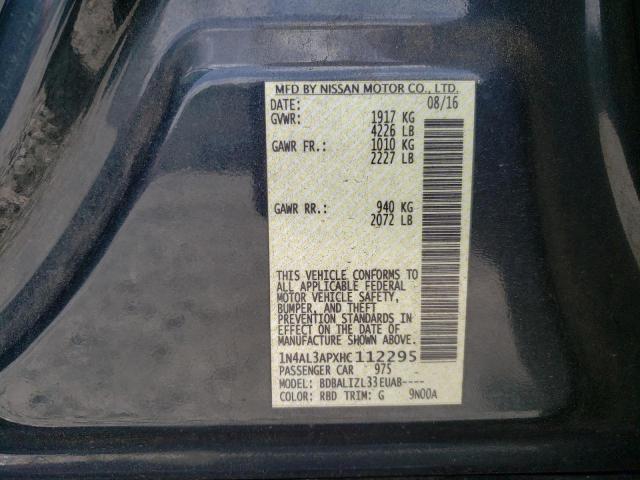 MFD BY NISSAN MOTOR CO., LTD.
DATE: 08/16
GVWR: 1917 KG
4226 LB
GAWR FR.: 1010 KG
2227 LB
GAWR RR.: 940 KG
2072 LB
THIS VEHICLE CONFORMS TO
ALL APPLICABLE FEDERAL
MOTOR VEHICLE SAFETY,
BUMPER, AND THEFT
PREVENTION STANDARDS IN
EFFECT ON THE DATE OF
MANUFACTURE SHOWN ABOVE.
1N4AL3APXHC112295
PASSENGER CAR 975
MODEL: BDBALIZL33EUAB----
COLOR: RBD TRIM: G 9N00A